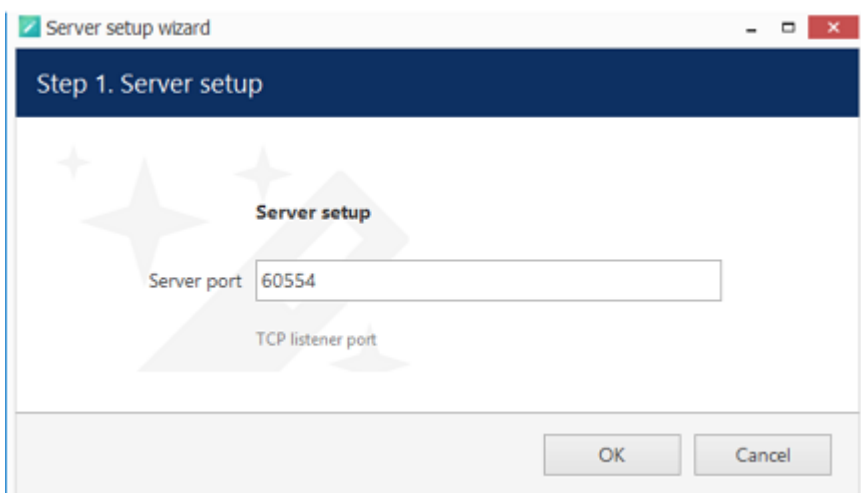 Server setup wizard
Step 1. Server setup
Server setup
Server port 60554
TCP listener port
OK Cancel